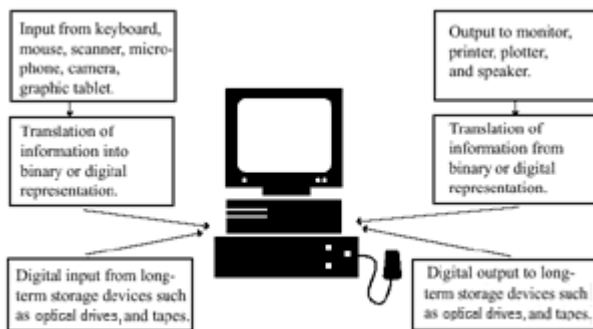 Input from keyboard,
mouse, scanner, micro-
phone, camera,
graphic tablet.
Translation of
information into
binary or digital
representation.
Digital input from long-
term storage devices such
as optical drives, and tapes.
Output to monitor,
printer, plotter,
and speaker.
Translation of
information from
binary or digital
representation.
Digital output to long-
term storage devices such
as optical drives, and tapes.